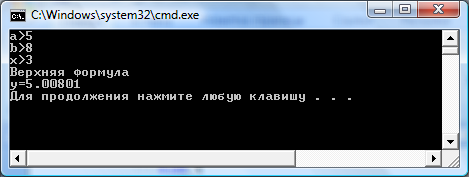 C:\Windows\system32\cmd.exe
a>5
b>8
x>3
Верхняя формула
y=5.00801
Для продолжения нажмите любую клавишу . . .